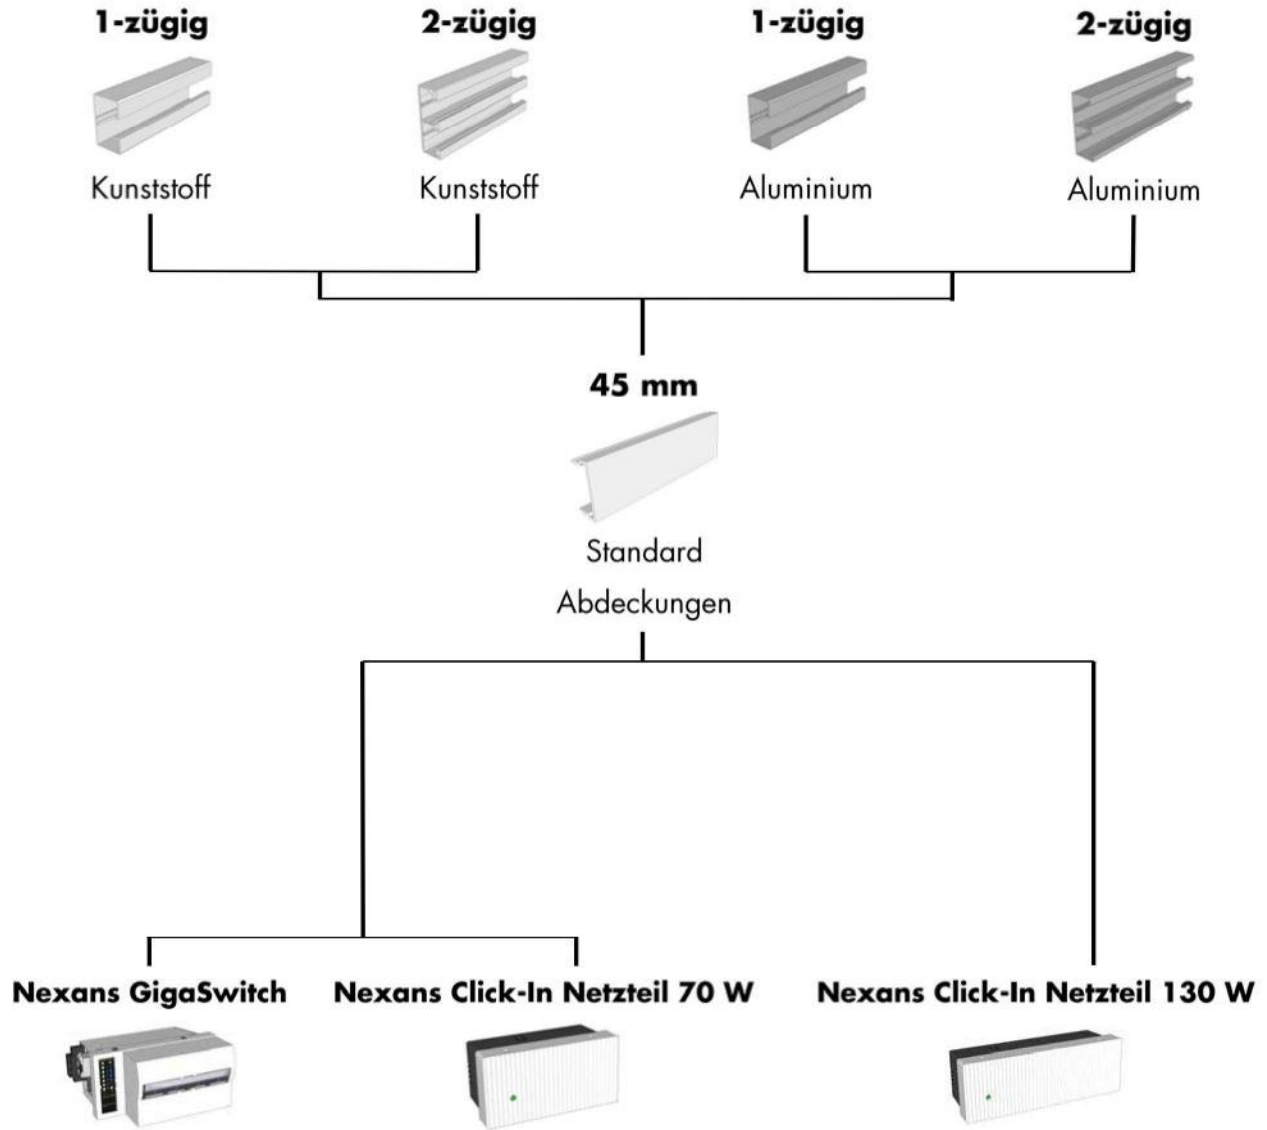 1-zügig
2-zügig
1-zügig
2-zügig
Kunststoff
Kunststoff
Aluminium
Aluminium
45 mm
Standard
Abdeckungen
Nexans GigaSwitch
Nexans Click-In Netzteil 70 W
Nexans Click-In Netzteil 130 W